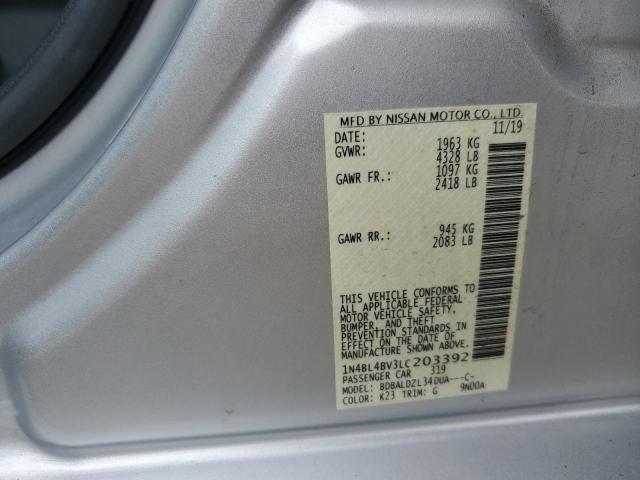 MFD BY NISSAN MOTOR CO., LTD.
DATE: 11/19
GVWR: 1963 KG
4328 LB
GAWR FR.: 1097 KG
2418 LB
GAWR RR.: 945 KG
2083 LB
THIS VEHICLE CONFORMS TO
ALL APPLICABLE FEDERAL
MOTOR VEHICLE SAFETY,
BUMPER, AND THEFT
PREVENTION STANDARDS IN
EFFECT ON THE DATE OF
MANUFACTURE SHOWN ABOVE.
1N4BL4BV3LC203392
PASSENGER CAR 319
MODEL: BDBALDZL34DUA---C-
COLOR: K23 TRIM: G 9N00A